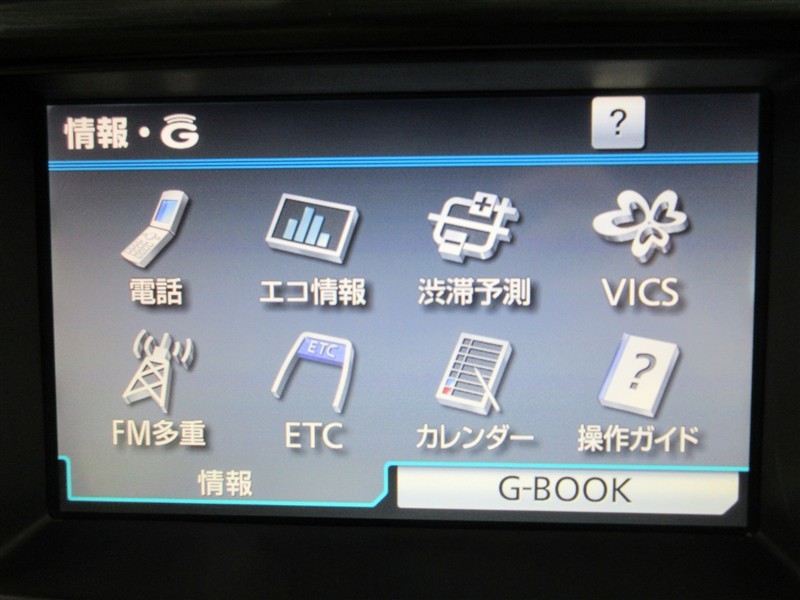 情報・G
?
電話
エコ情報
渋滞予測
VICS
FM多重
ETC
ETC
カレンダー
?
操作ガイド
情報
G-BOOK